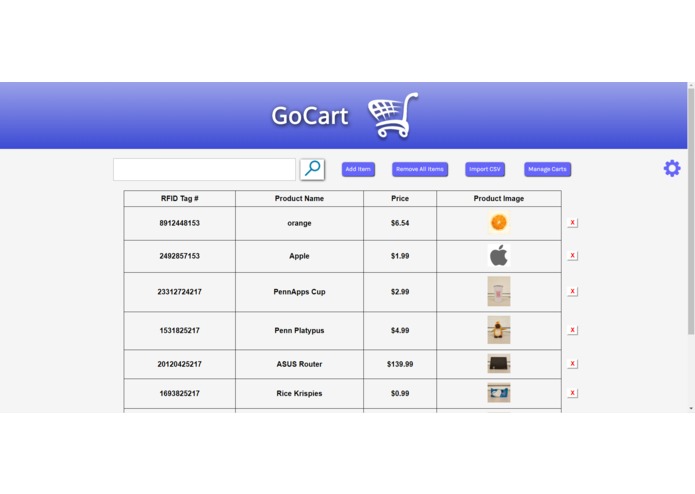 GoCart
Add Item Remove All Items Import CSV Manage Carts
RFID Tag # Product Name Price Product Image
8912448153 orange $6.54 X
2492857153 Apple $1.99 X
23312724217 PennApps Cup $2.99 X
1531825217 Penn Platypus $4.99 X
20120425217 ASUS Router $139.99 X
1693825217 Rice Krispies $0.99 X